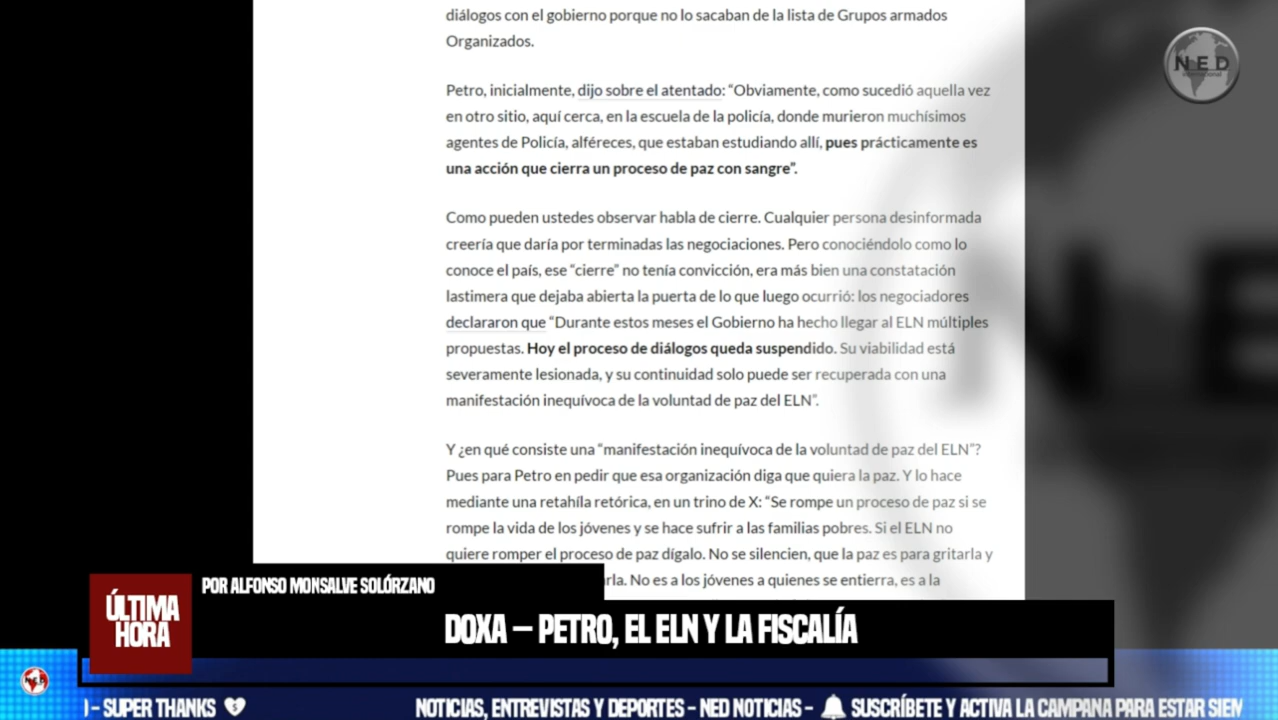 diálogos con el gobierno porque no lo sacaban de la lista de Grupos armados
Organizados.
Petro, inicialmente, dijo sobre el atentado: “Obviamente, como sucedió aquella vez
en otro sitio, aquí cerca, en la escuela de la policía, donde murieron muchísimos
agentes de Policía, alféreces, que estaban estudiando allí, pues prácticamente es
una acción que cierra un proceso de paz con sangre”.
Como pueden ustedes observar habla de cierre. Cualquier persona desinformada
creería que daría por terminadas las negociaciones. Pero conociéndolo como lo
conoce el país, ese “cierre” no tenía convicción, era más bien una constatación
lastimera que dejaba abierta la puerta de lo que luego ocurrió: los negociadores
declararon que “Durante estos meses el Gobierno ha hecho llegar al ELN múltiples
propuestas. Hoy el proceso de diálogos queda suspendido. Su viabilidad está
severamente lesionada, y su continuidad solo puede ser recuperada con una
manifestación inequívoca de la voluntad de paz del ELN”.
Y ¿en qué consiste una “manifestación inequívoca de la voluntad de paz del ELN”?
Pues para Petro en pedir que esa organización diga que quiera la paz. Y lo hace
mediante una retahíla retórica, en un trino de X: “Se rompe un proceso de paz si se
rompe la vida de los jóvenes y se hace sufrir a las familias pobres. Si el ELN no
quiere romper el proceso de paz dígalo. No se silencien, que la paz es para gritarla y
No es a los jóvenes a quienes se entierra, es a la
NED
International
POR ALFONSO MONSALVE SOLÓRZANO
ÚLTIMA
HORA
DOXA – PETRO, EL ELN Y LA FISCALÍA
NED
– SUPER THANKS
NOTICIAS, ENTREVISTAS Y DEPORTES – NED NOTICIAS –
SUSCRÍBETE Y ACTIVA LA CAMPANA PARA ESTAR SIEM